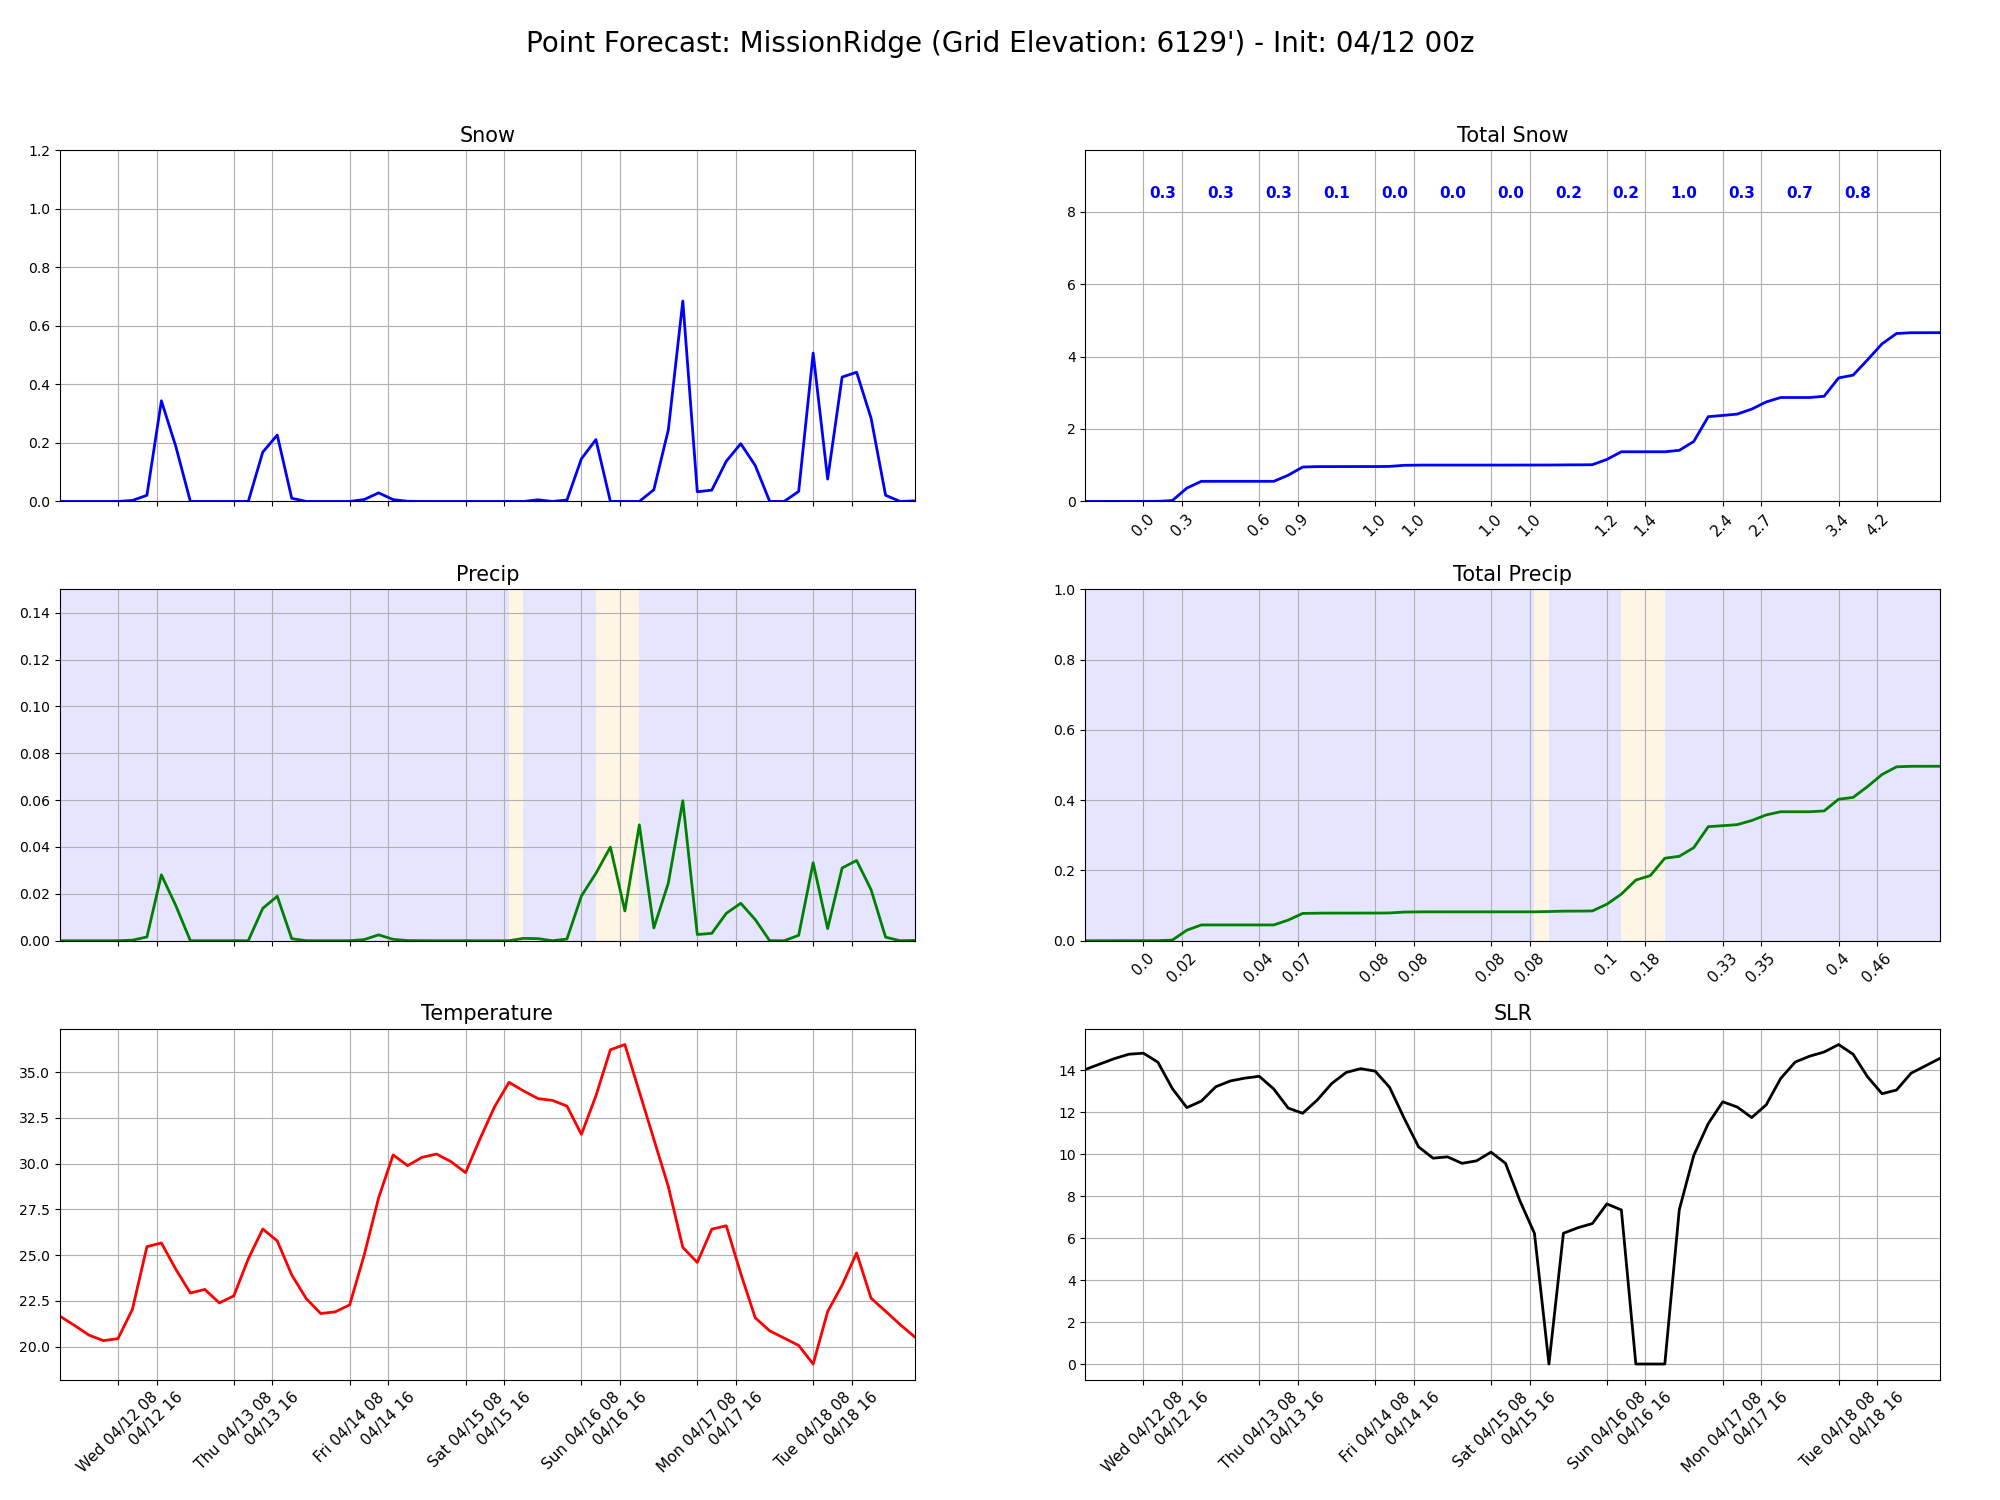 Point Forecast: MissionRidge (Grid Elevation: 6129') - Init: 04/12 00z
Snow
1.2
1.0
0.8
0.6
0.4
0.2
0.0
Total Snow
0.3 0.3 0.3 0.1 0.0 0.0 0.0 0.2 0.2 1.0 0.3 0.7 0.8
8
6
4
2
0
0.0 0.3 0.6 0.9 1.0 1.0 1.0 1.0 1.2 1.4 2.4 2.7 3.4 4.2
Precip
0.14
0.12
0.10
0.08
0.06
0.04
0.02
0.00
Total Precip
1.0
0.8
0.6
0.4
0.2
0.0
0.0 0.02 0.04 0.07 0.08 0.08 0.08 0.08 0.1 0.18 0.33 0.35 0.4 0.46
Temperature
35.0
32.5
30.0
27.5
25.0
22.5
20.0
Wed 04/12 08
04/12 16
Thu 04/13 08
04/13 16
Fri 04/14 08
04/14 16
Sat 04/15 08
04/15 16
Sun 04/16 08
04/16 16
Mon 04/17 08
04/17 16
Tue 04/18 08
04/18 16
SLR
14
12
10
8
6
4
2
0
Wed 04/12 08
04/12 16
Thu 04/13 08
04/13 16
Fri 04/14 08
04/14 16
Sat 04/15 08
04/15 16
Sun 04/16 08
04/16 16
Mon 04/17 08
04/17 16
Tue 04/18 08
04/18 16